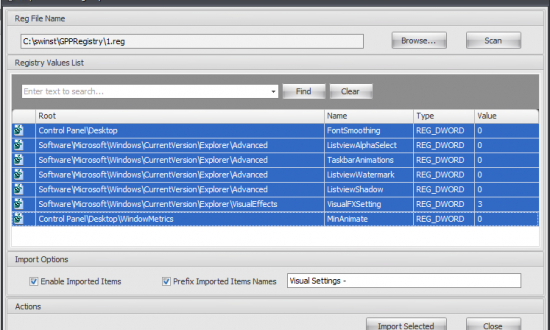 Reg File Name
C:\swinst\GPPRegistry\1.reg Browse... Scan
Registry Values List
Enter text to search... Find Clear
Root Name Type Value
Control Panel\Desktop FontSmoothing REG_DWORD 0
Software\Microsoft\Windows\CurrentVersion\Explorer\Advanced ListviewAlphaSelect REG_DWORD 0
Software\Microsoft\Windows\CurrentVersion\Explorer\Advanced TaskbarAnimations REG_DWORD 0
Software\Microsoft\Windows\CurrentVersion\Explorer\Advanced ListviewWatermark REG_DWORD 0
Software\Microsoft\Windows\CurrentVersion\Explorer\Advanced ListviewShadow REG_DWORD 0
Software\Microsoft\Windows\CurrentVersion\Explorer\VisualEffects VisualFXSetting REG_DWORD 3
Control Panel\Desktop\WindowMetrics MinAnimate REG_DWORD 0
Import Options
Enable Imported Items Prefix Imported Items Names Visual Settings -
Actions
Import Selected Close